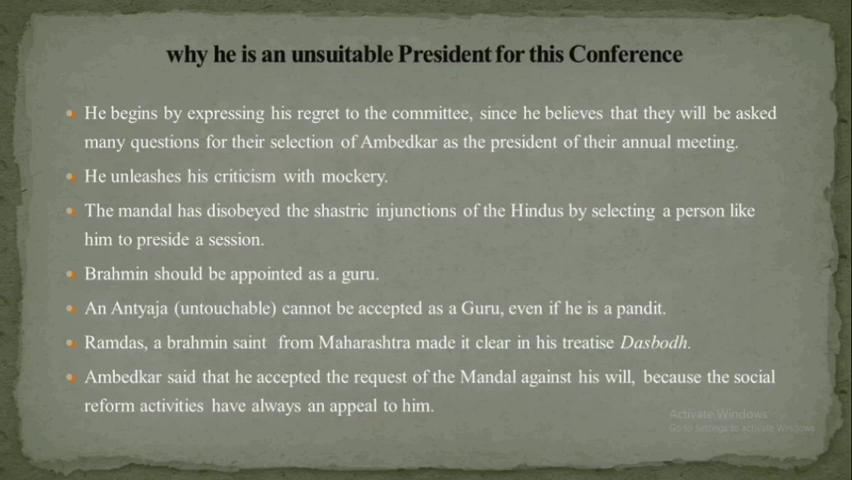 why he is an unsuitable President for this Conference
He begins by expressing his regret to the committee, since he believes that they will be asked
many questions for their selection of Ambedkar as the president of their annual meeting.
He unleashes his criticism with mockery.
The mandal has disobeyed the shastric injunctions of the Hindus by selecting a person like
him to preside a session.
Brahmin should be appointed as a guru.
An Antyaja (untouchable) cannot be accepted as a Guru, even if he is a pandit.
Ramdas, a brahmin saint from Maharashtra made it clear in his treatise Dasbodh.
Ambedkar said that he accepted the request of the Mandal against his will, because the social
reform activities have always an appeal to him.
Activate Windows
Go to Settings to activate Windows.